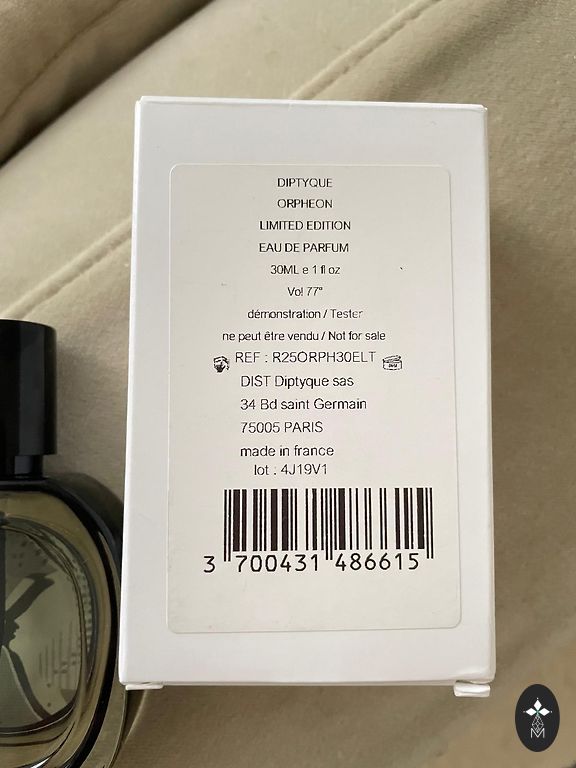 DIPTYQUE
ORPHEON
LIMITED EDITION
EAU DE PARFUM
30ML e 1 fl oz
Vol 77°
démonstration / Tester
ne peut être vendu / Not for sale
REF : R25ORPH30ELT
DIST Diptyque sas
34 Bd saint Germain
75005 PARIS
made in france
lot : 4J19V1
3 700431 486615
M